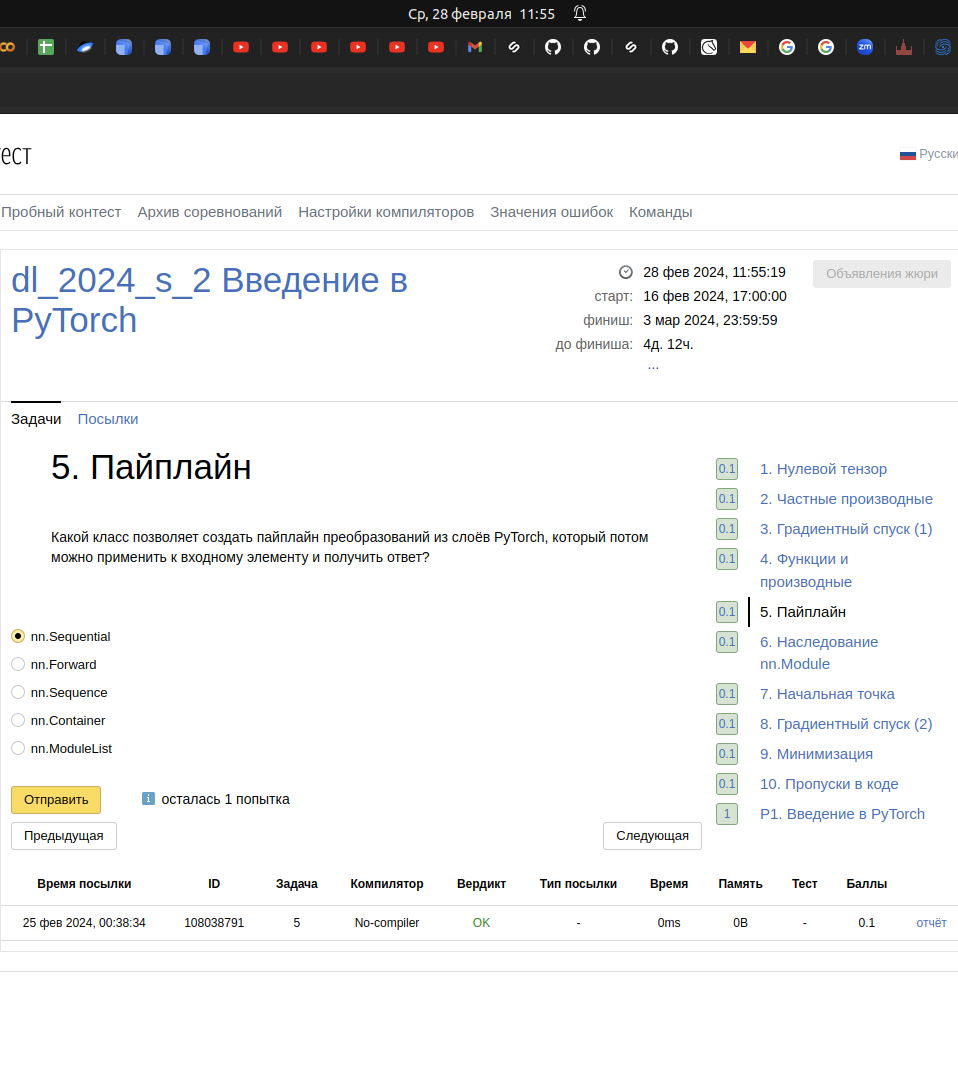 Ср, 28 февраля 11:55
zm
тест
Русски
Пробный контест Архив соревнований Настройки компиляторов Значения ошибок Команды
dl_2024_s_2 Введение в
PyTorch
28 фев 2024, 11:55:19
старт: 16 фев 2024, 17:00:00
финиш: 3 мар 2024, 23:59:59
до финиша: 4д. 12ч.
...
Объявления жюри
Задачи Посылки
5. Пайплайн
Какой класс позволяет создать пайплайн преобразований из слоёв PyTorch, который потом
можно применить к входному элементу и получить ответ?
nn.Sequential
nn.Forward
nn.Sequence
nn.Container
nn.ModuleList
Отправить
осталась 1 попытка
Предыдущая
Следующая
0.1 1. Нулевой тензор
0.1 2. Частные производные
0.1 3. Градиентный спуск (1)
0.1 4. Функции и
производные
0.1 5. Пайплайн
0.1 6. Наследование
nn.Module
0.1 7. Начальная точка
0.1 8. Градиентный спуск (2)
0.1 9. Минимизация
0.1 10. Пропуски в коде
1 P1. Введение в PyTorch
Время посылки ID Задача Компилятор Вердикт Тип посылки Время Память Тест Баллы
25 фев 2024, 00:38:34 108038791 5 No-compiler OK - 0ms 0B - 0.1 отчёт